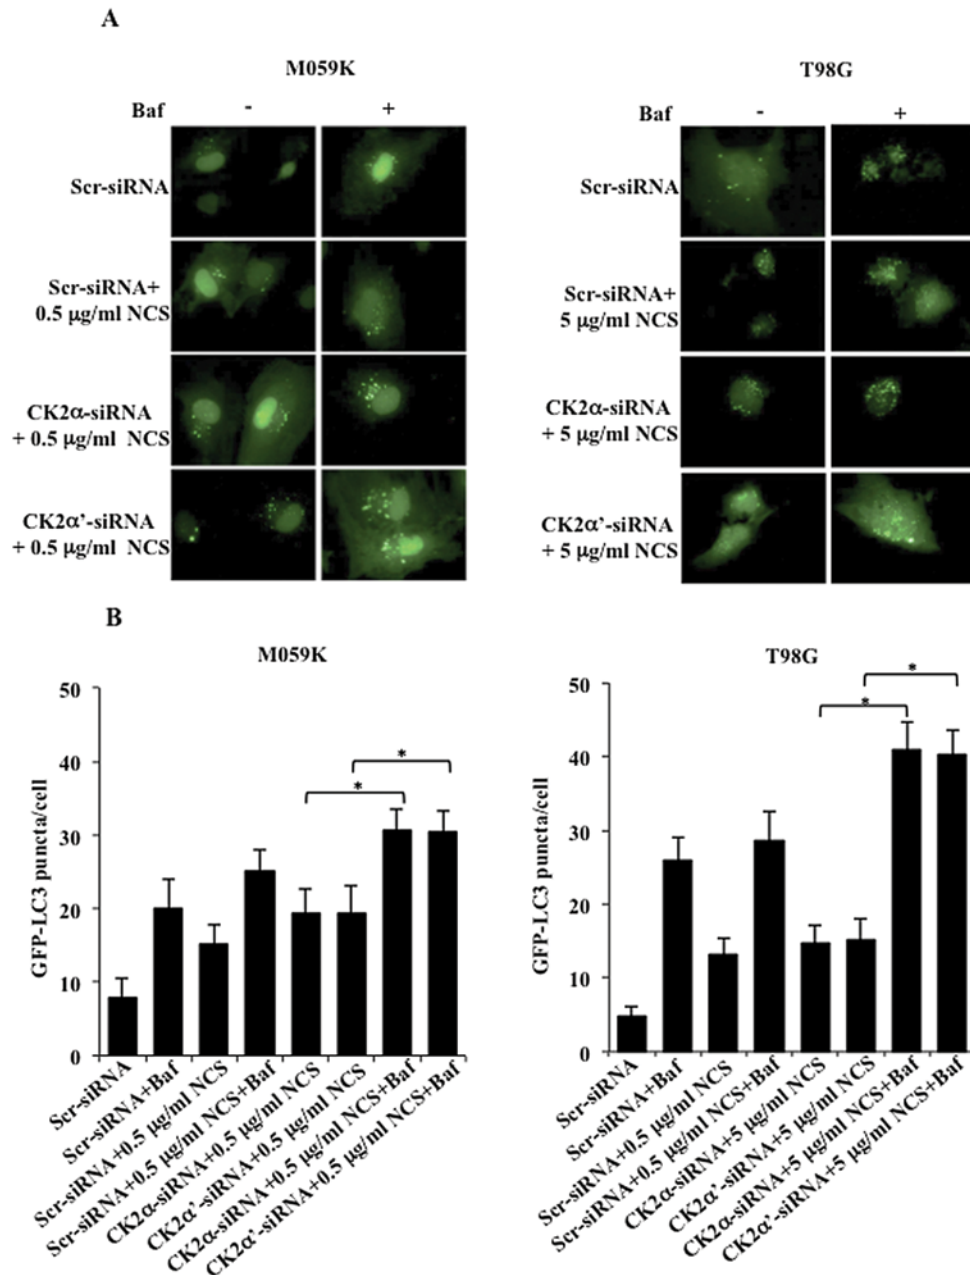 A
M059K
T98G
Baf - +
Baf - +
Scr-siRNA
Scr-siRNA+
0.5 μg/ml NCS
CK2α-siRNA
+ 0.5 μg/ml NCS
CK2α’-siRNA
+ 0.5 μg/ml NCS
Scr-siRNA
Scr-siRNA+
5 μg/ml NCS
CK2α-siRNA
+ 5 μg/ml NCS
CK2α’-siRNA
+ 5 μg/ml NCS
B
M059K
GFP-LC3 puncta/cell
50
40
30
20
10
0
*
*
Scr-siRNA
Scr-siRNA+Baf
Scr-siRNA+0.5 μg/ml NCS
Scr-siRNA+0.5 μg/ml NCS+Baf
CK2α-siRNA+0.5 μg/ml NCS
CK2α’-siRNA+0.5 μg/ml NCS
CK2α-siRNA+0.5 μg/ml NCS+Baf
CK2α’-siRNA+0.5 μg/ml NCS+Baf
T98G
GFP-LC3 puncta/cell
50
40
30
20
10
0
*
*
Scr-siRNA
Scr-siRNA+Baf
Scr-siRNA+0.5 μg/ml NCS
Scr-siRNA+0.5 μg/ml NCS+Baf
CK2α-siRNA+5 μg/ml NCS
CK2α’-siRNA+5 μg/ml NCS
CK2α-siRNA+5 μg/ml NCS+Baf
CK2α’-siRNA+5 μg/ml NCS+Baf